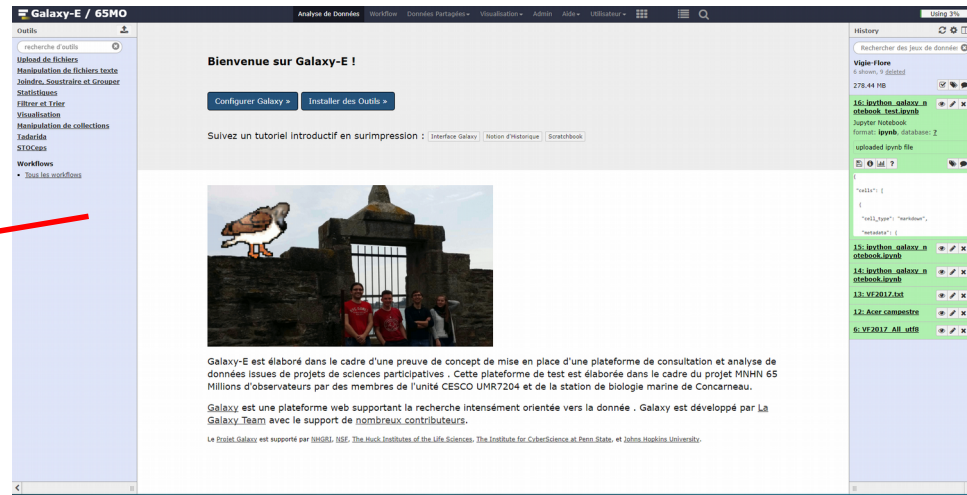 Galaxy-E / 65MO
Analyse de Données Workflow Données Partagées Visualisation Admin Aide Utilisateur
Using 3%
Outils
recherche d'outils
Upload de fichiers
Manipulation de fichiers texte
Joindre, Soustraire et Grouper
Statistiques
Filtrer et Trier
Visualisation
Manipulation de collections
Tadarida
STOCeps
Workflows
Tous les workflows
Bienvenue sur Galaxy-E !
Configurer Galaxy » Installer des Outils »
Suivez un tutoriel introductif en surimpression : Interface Galaxy Notion d'Historique Scratchbook
Galaxy-E est élaboré dans le cadre d'une preuve de concept de mise en place d'une plateforme de consultation et analyse de
données issues de projets de sciences participatives . Cette plateforme de test est élaborée dans le cadre du projet MNHN 65
Millions d'observateurs par des membres de l'unité CESCO UMR7204 et de la station de biologie marine de Concarneau.
Galaxy est une plateforme web supportant la recherche intensément orientée vers la donnée . Galaxy est développé par La
Galaxy Team avec le support de nombreux contributeurs.
Le Projet Galaxy est supporté par NHGRI, NSF, The Huck Institutes of the Life Sciences, The Institute for CyberScience at Penn State, et Johns Hopkins University.
History
Rechercher des jeux de données
Vigie-Flore
6 shown, 9 deleted
278.44 MB
16: ipython_galaxy_n
otebook_test.ipynb
Jupyter Notebook
format: ipynb, database: ?
uploaded ipynb file
{
"cells": [
{
"cell_type": "markdown",
"metadata": {
15: ipython_galaxy_n
otebook.ipynb
14: ipython_galaxy_n
otebook.ipynb
13: VF2017.txt
12: Acer campestre
6: VF2017_All_utf8